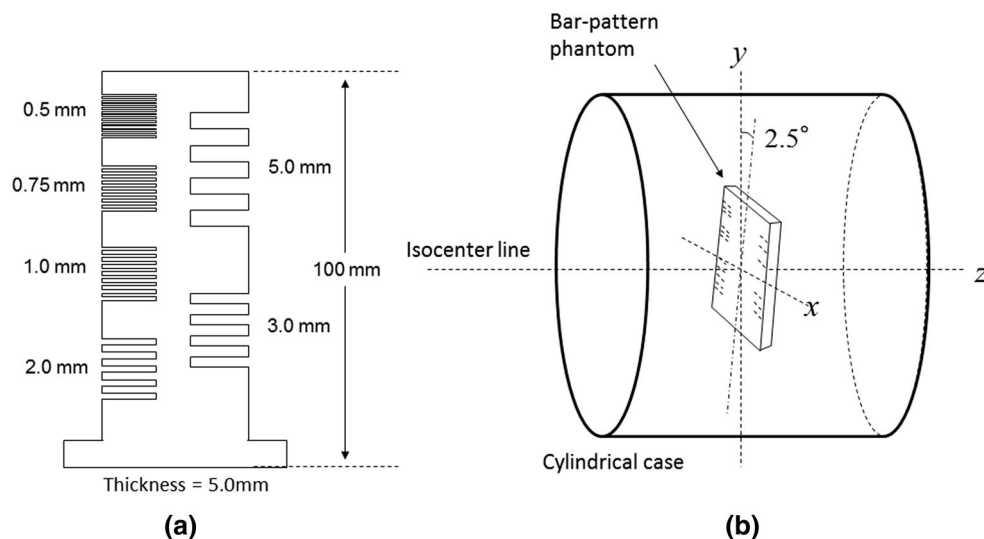 0.5 mm
0.75 mm
1.0 mm
2.0 mm
5.0 mm
3.0 mm
100 mm
Thickness = 5.0mm
(a)
Bar-pattern
phantom
y
2.5°
Isocenter line
z
x
Cylindrical case
(b)